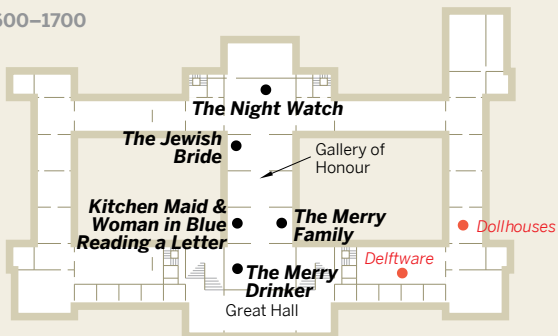 600–1700
The Night Watch
The Jewish
Bride
Gallery of
Honour
Kitchen Maid &
Woman in Blue
Reading a Letter
The Merry
Family
Dollhouses
Delftware
The Merry
Drinker
Great Hall